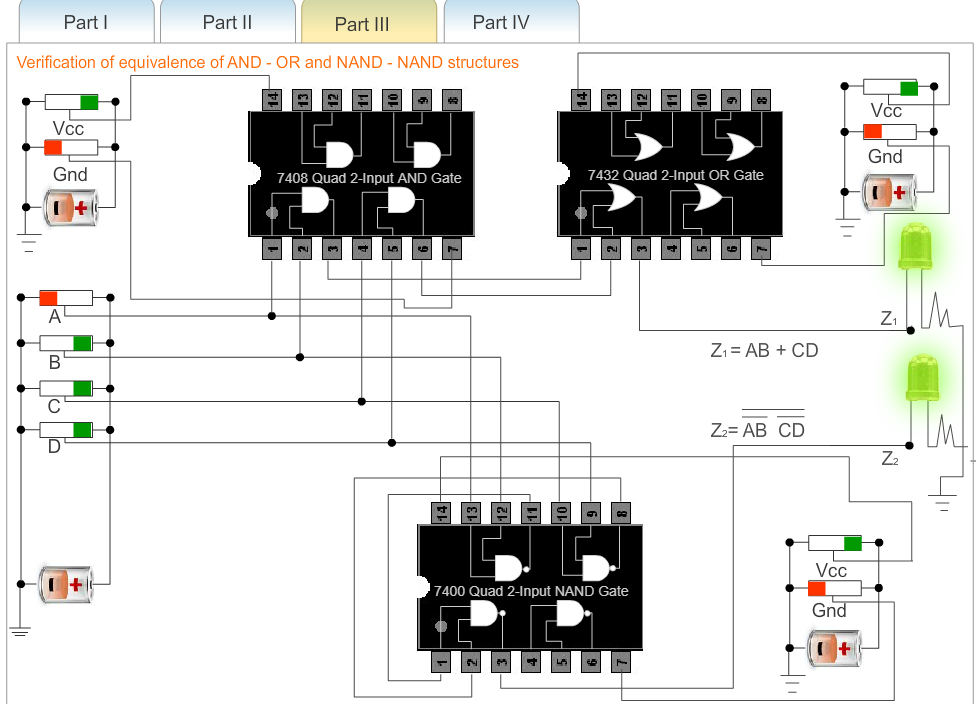 Part I Part II Part III Part IV
Verification of equivalence of AND - OR and NAND - NAND structures
Vcc
Gnd
14 13 12 11 10 9 8
7408 Quad 2-Input AND Gate
1 2 3 4 5 6 7
14 13 12 11 10 9 8
7432 Quad 2-Input OR Gate
1 2 3 4 5 6 7
Vcc
Gnd
A
B
C
D
Z₁
Z₁= AB + CD
Z₂= A̅B̅ C̅D̅
Z₂
14 13 12 11 10 9 8
7400 Quad 2-Input NAND Gate
1 2 3 4 5 6 7
Vcc
Gnd